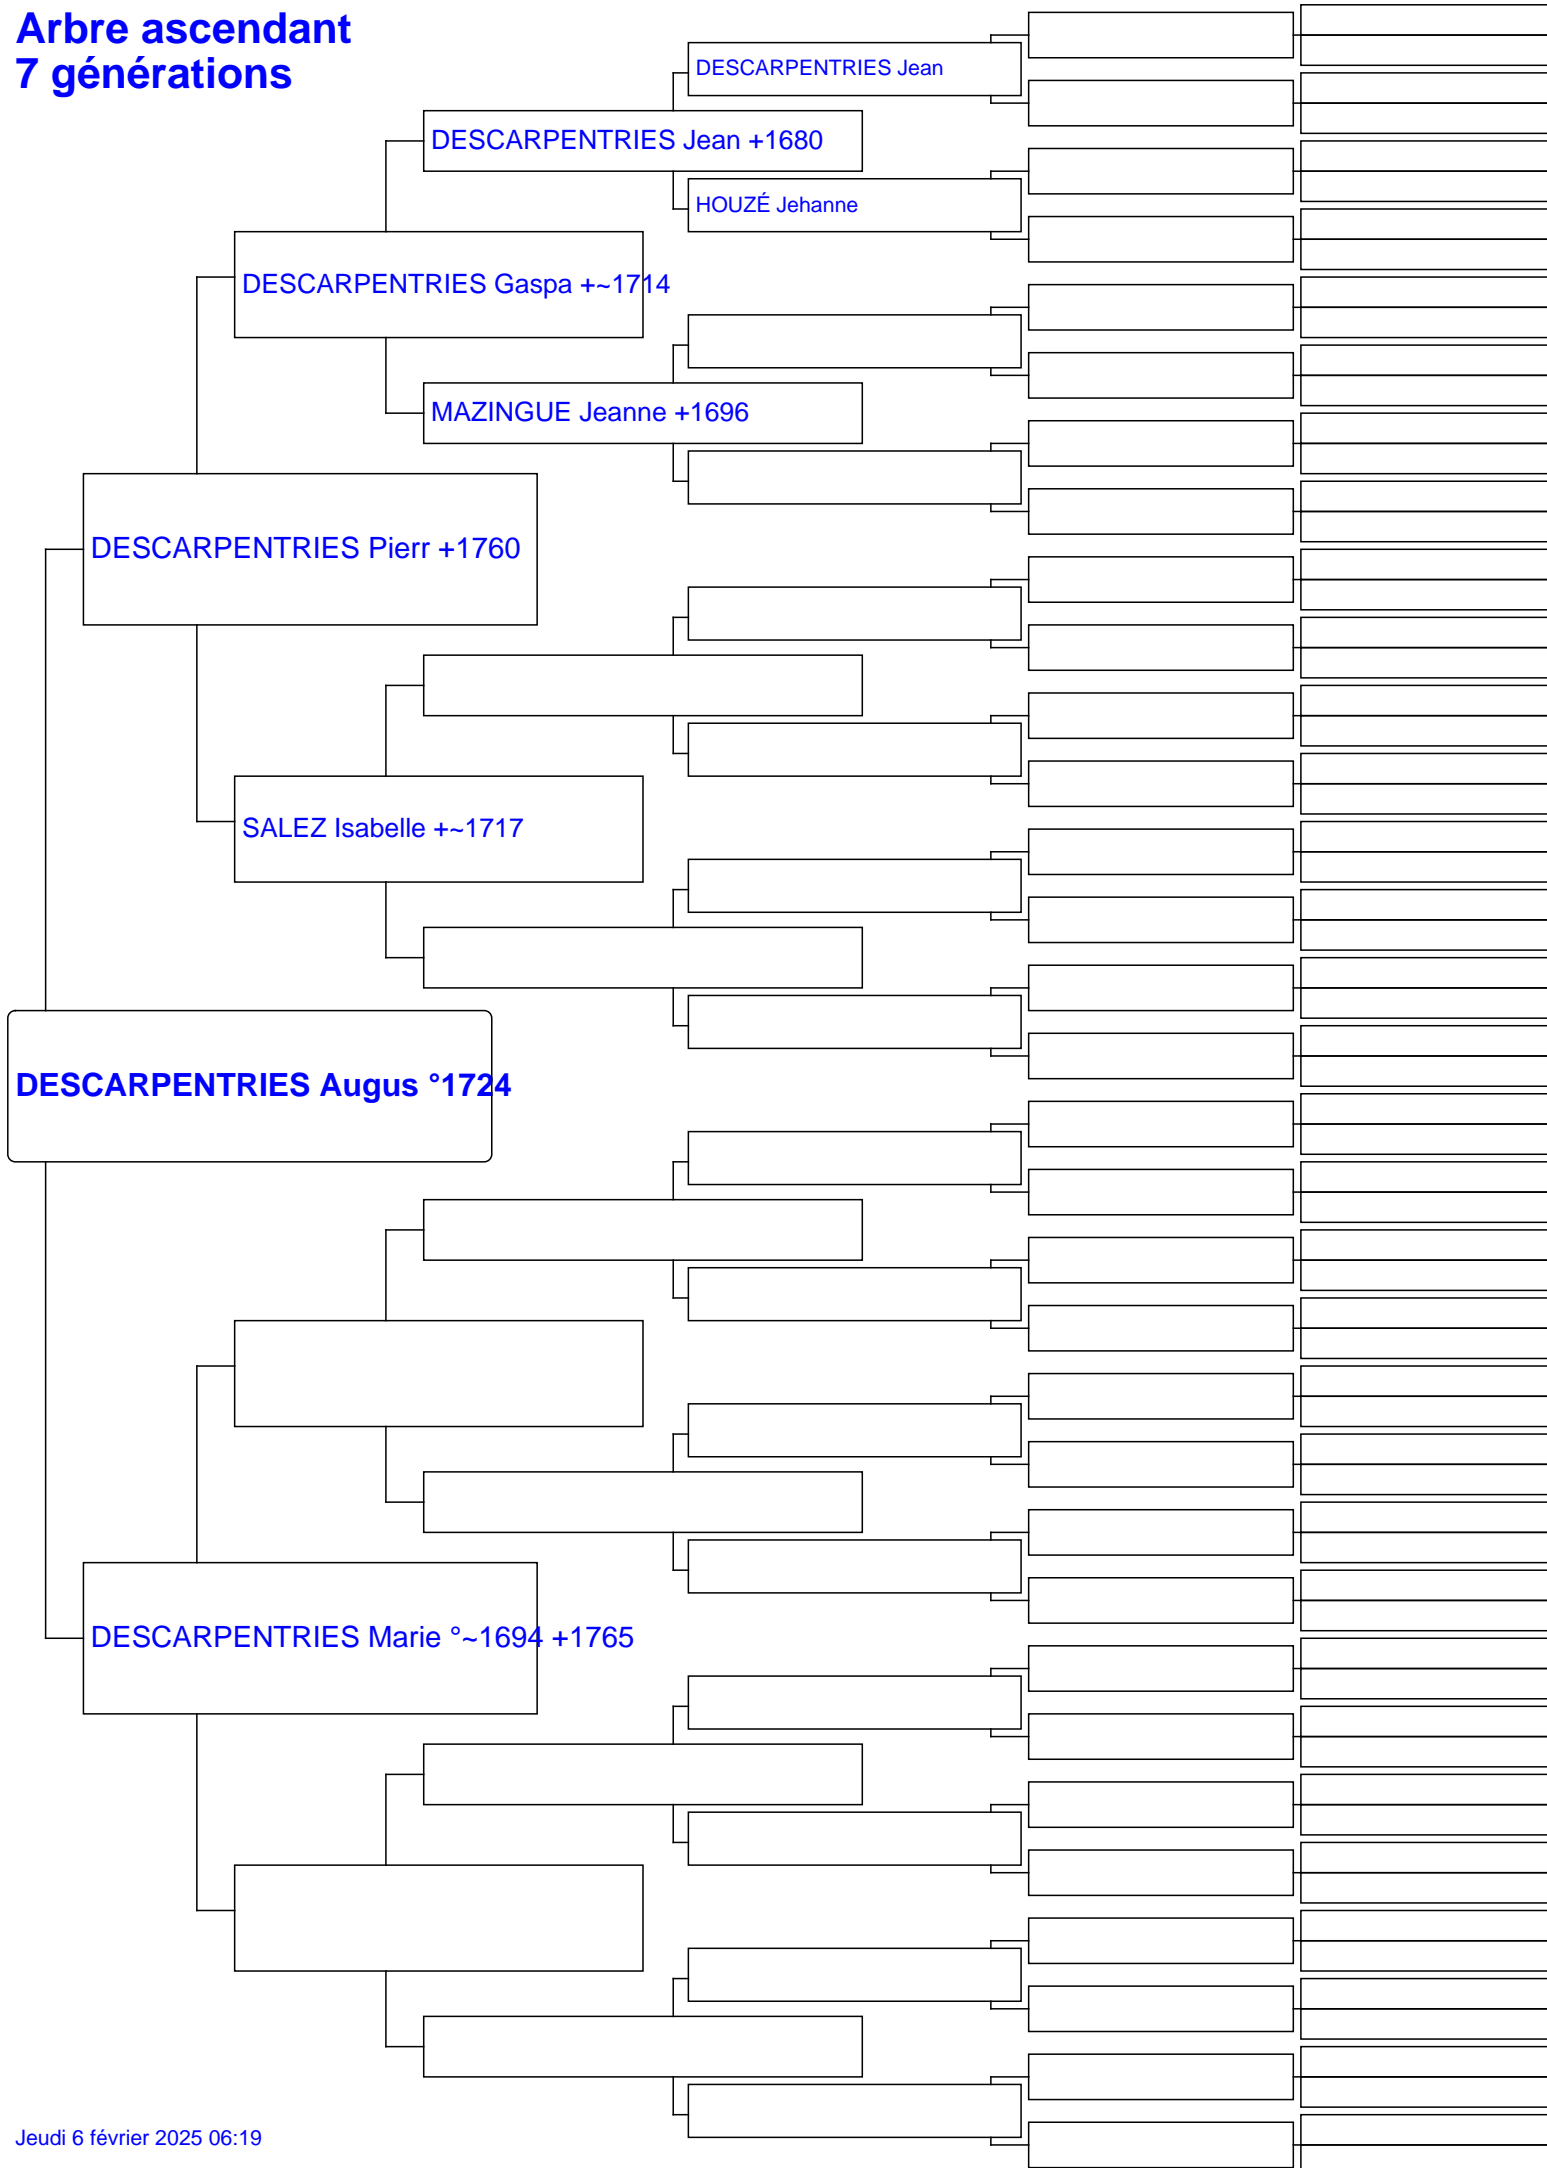 Arbre ascendant
7 générations
DESCARPENTRIES Jean
DESCARPENTRIES Jean +1680
HOUZÉ Jehanne
DESCARPENTRIES Gaspa +~1714
MAZINGUE Jeanne +1696
DESCARPENTRIES Pierr +1760
SALEZ Isabelle +~1717
DESCARPENTRIES Augus °1724
DESCARPENTRIES Marie °~1694 +1765
Jeudi 6 février 2025 06:19